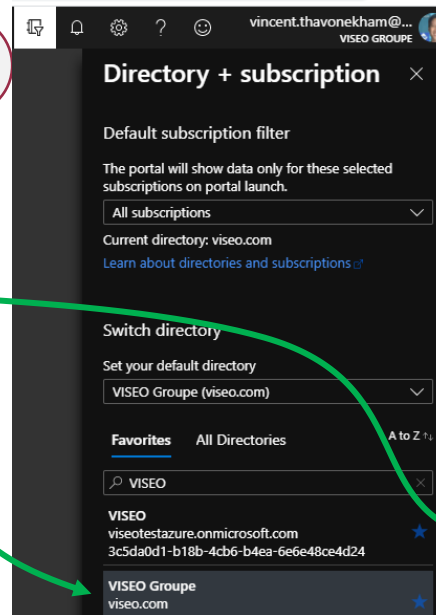 vincent.thavonekham@...
VISEO GROUPE
Directory + subscription
Default subscription filter
The portal will show data only for these selected
subscriptions on portal launch.
All subscriptions
Current directory: viseo.com
Learn about directories and subscriptions
Switch directory
Set your default directory
VISEO Groupe (viseo.com)
Favorites All Directories A to Z
VISEO
VISEO
viseotestazure.onmicrosoft.com
3c5da0d1-b18b-4cb6-b4ea-6e6e48ce4d24
VISEO Groupe
viseo.com